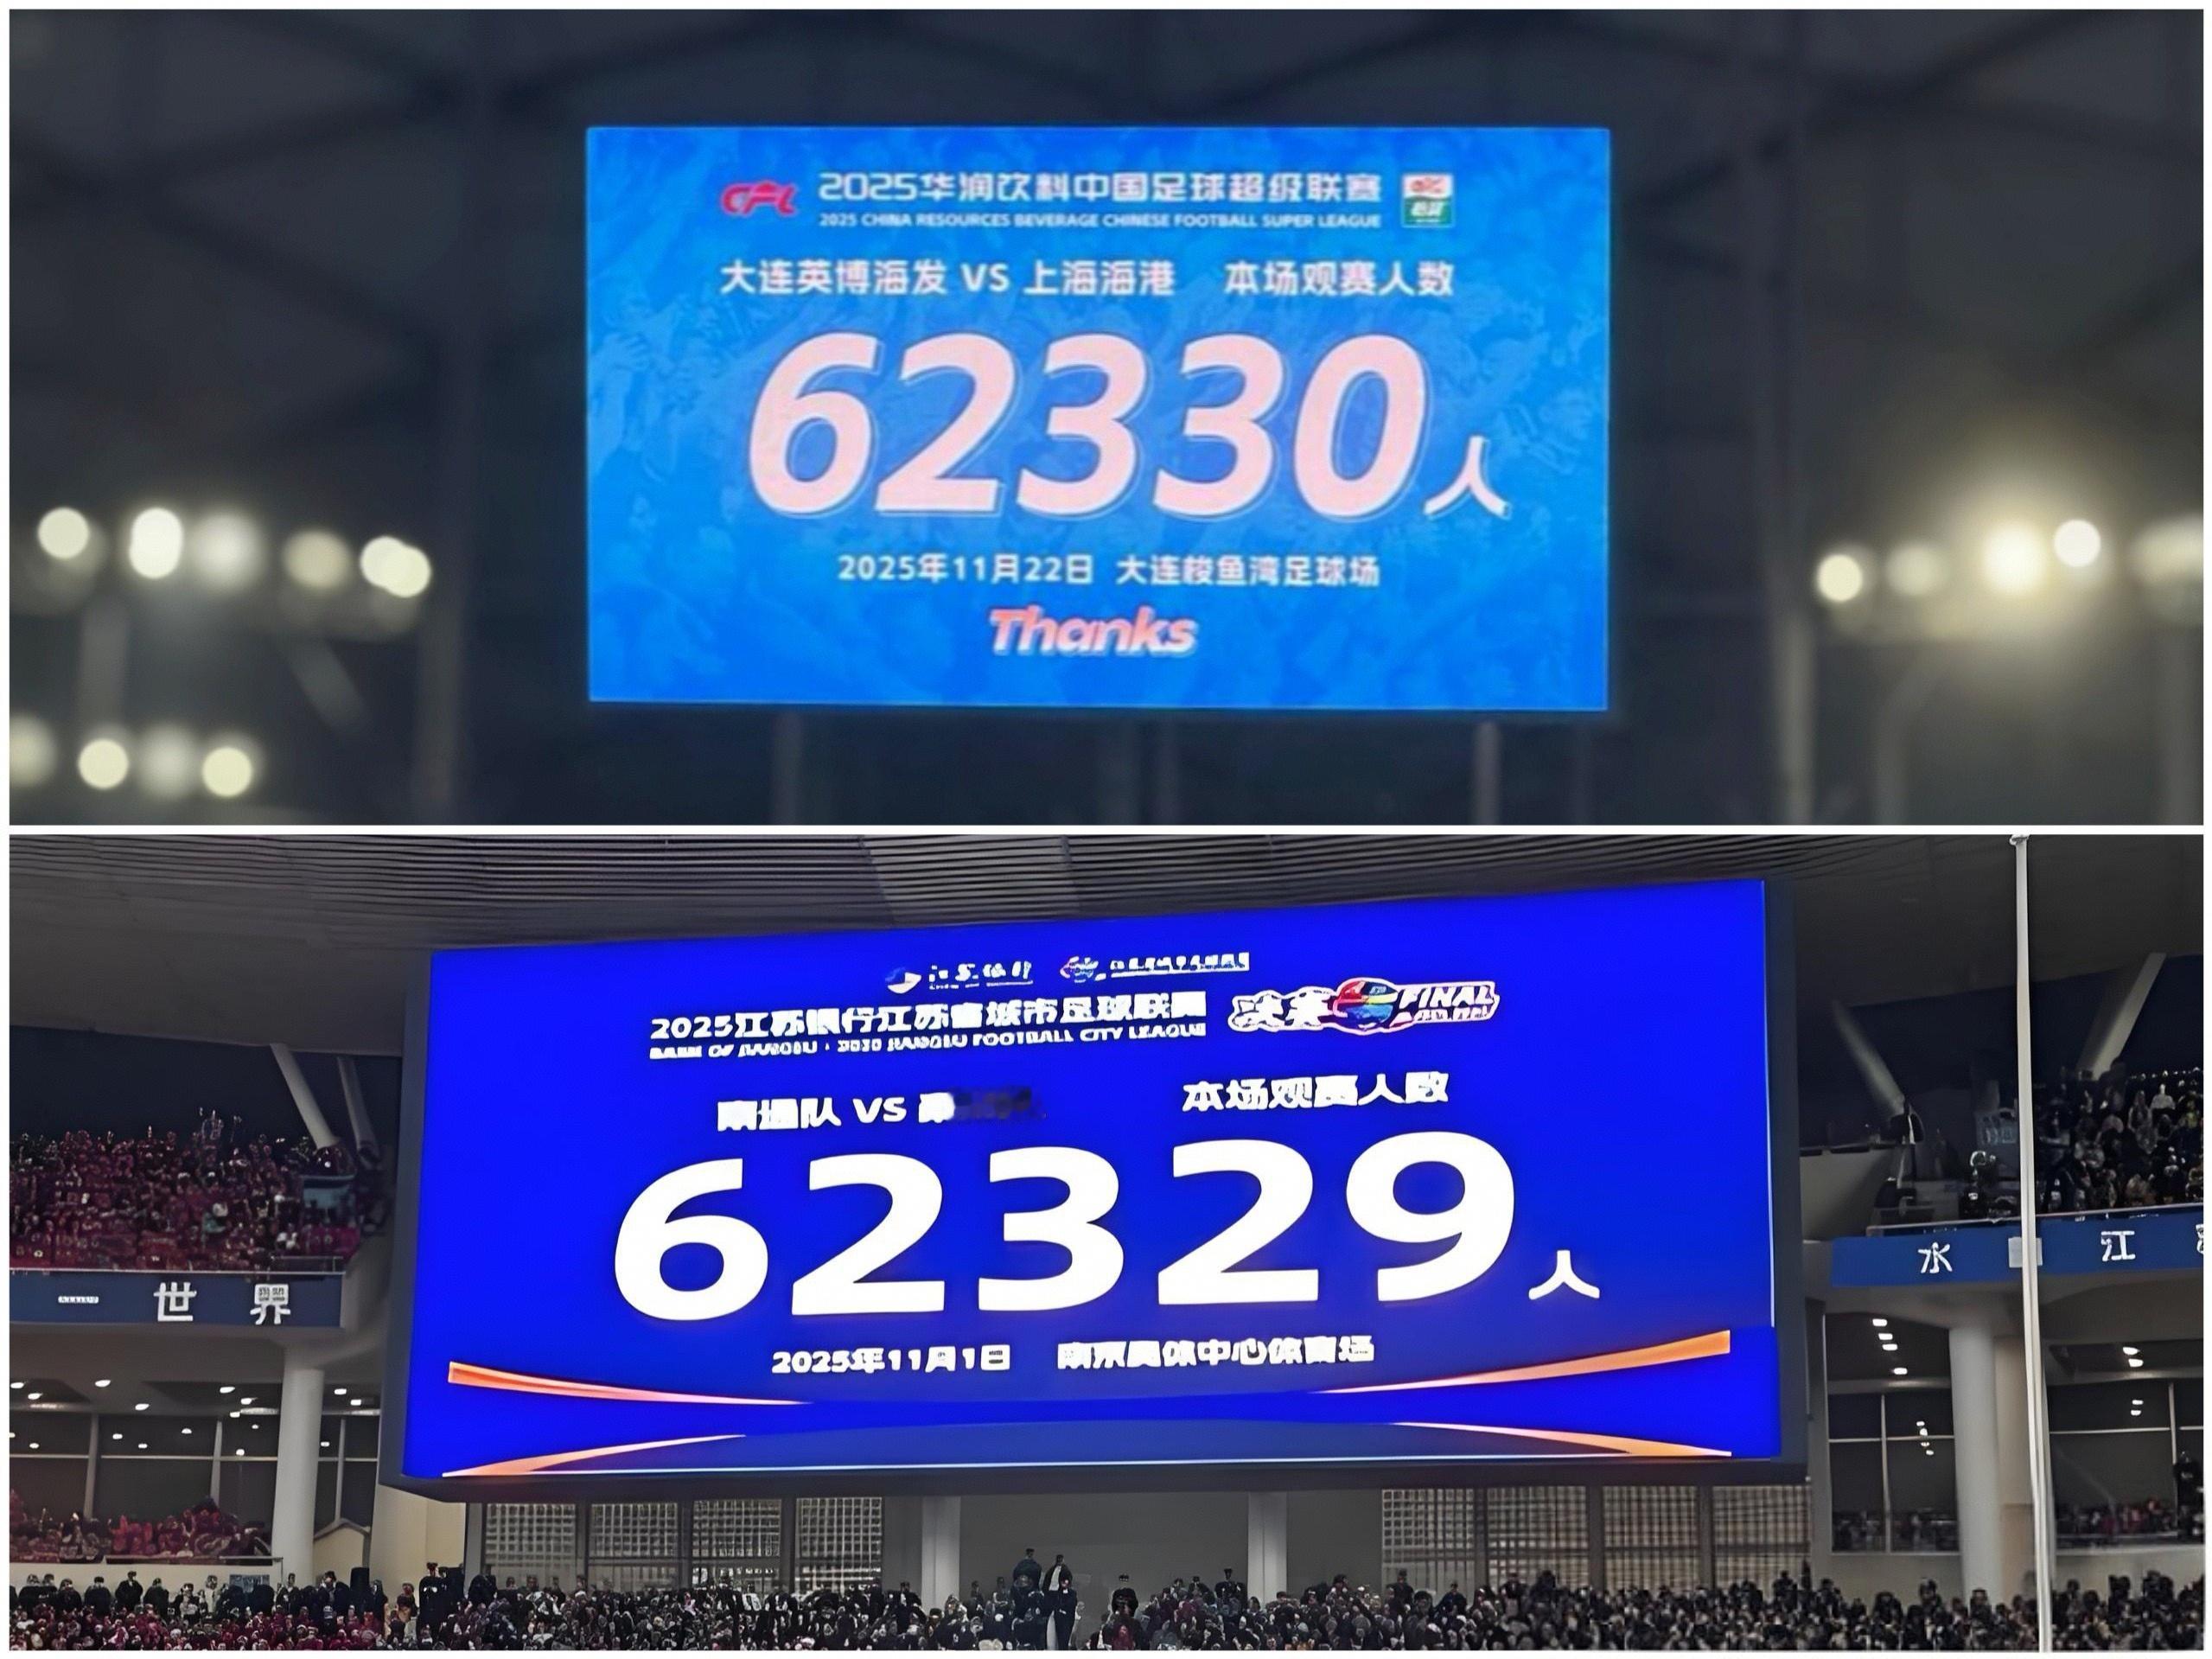 CFL 2025华润饮料中国足球超级联赛
2025 CHINA RESOURCES BEVERAGE CHINESE FOOTBALL SUPER LEAGUE
大连英博海发 VS 上海海港 本场观赛人数
62330人
2025年11月22日 大连梭鱼湾足球场
Thanks
2025江苏银行江苏省城市足球联赛 决赛 FINAL
FOOTBALL CITY LEAGUE
南通队 VS
本场观赛人数
62329人
2025年11月1日 南京奥体中心体育场
世界
水 江